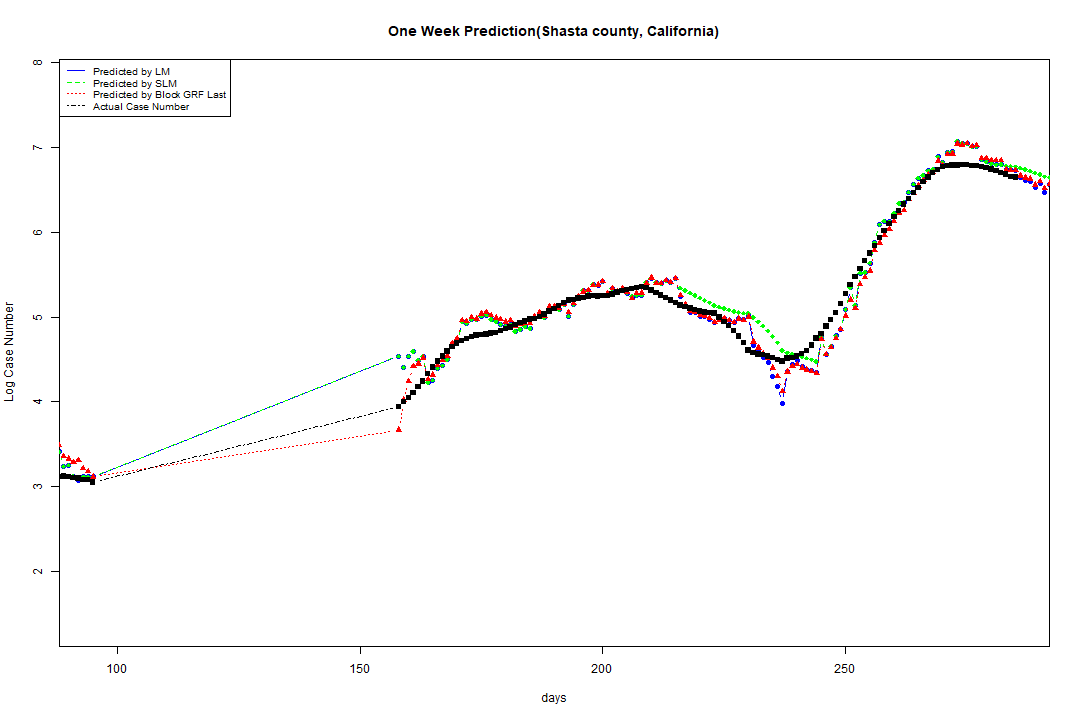 One Week Prediction(Shasta county, California)
Predicted by LM
Predicted by SLM
Predicted by Block GRF Last
Actual Case Number
Log Case Number
8
7
6
5
4
3
2
100 150 200 250
days